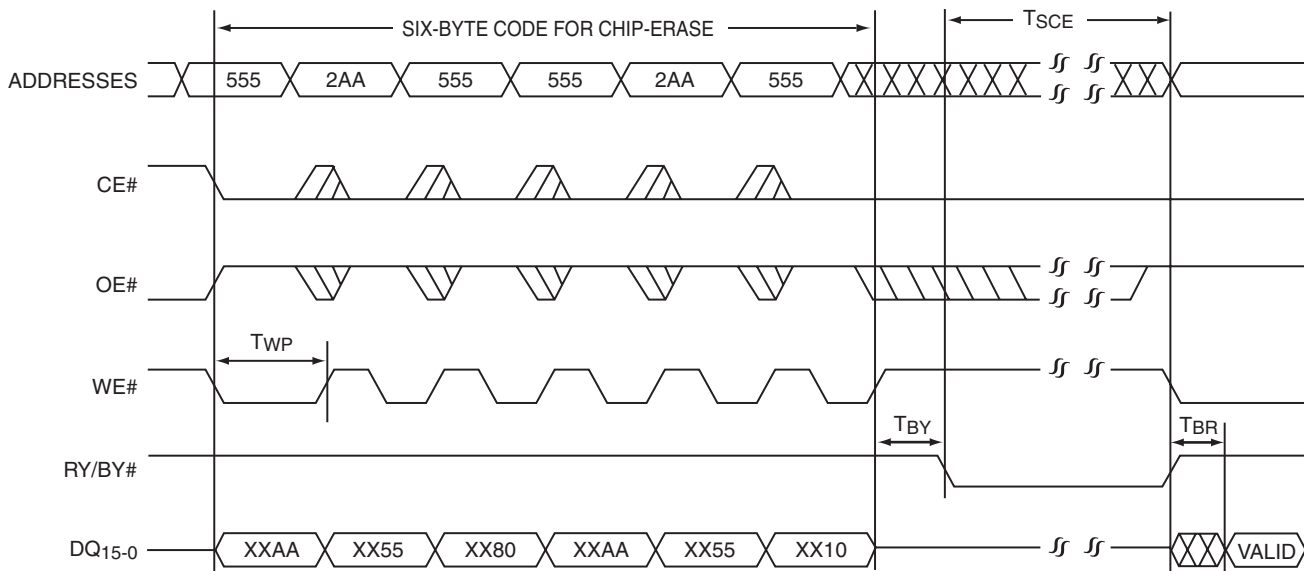 SIX-BYTE CODE FOR CHIP-ERASE TSCE
ADDRESSES 555 2AA 555 555 2AA 555
CE#
OE#
TWP
WE#
TBY TBR
RY/BY#
DQ15-0 XXAA XX55 XX80 XXAA XX55 XX10 VALID